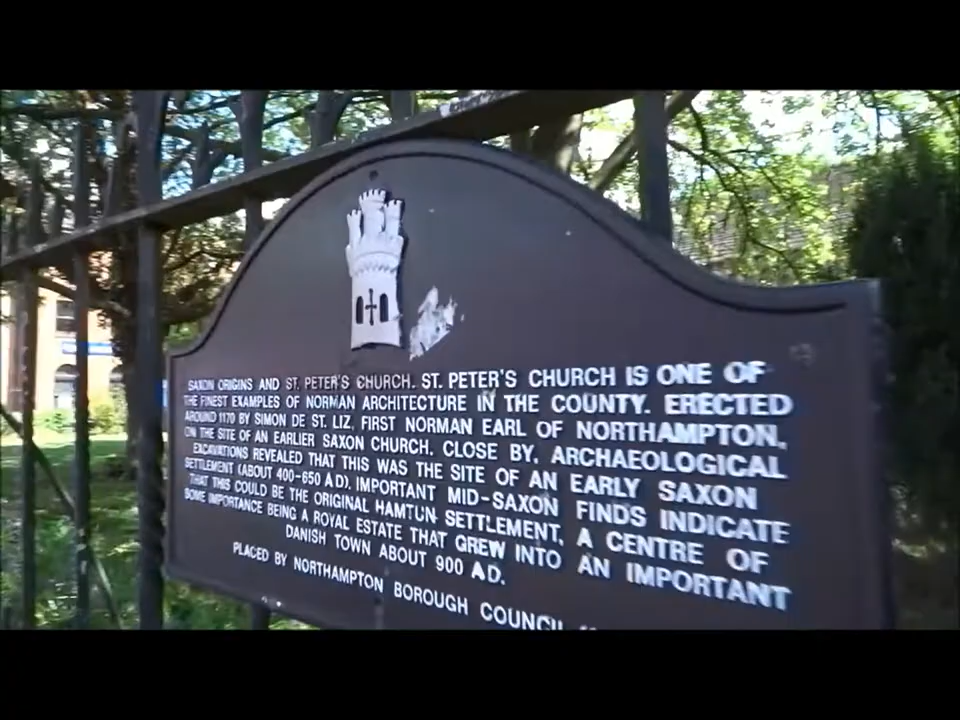 SAXON ORIGINS AND ST. PETER'S CHURCH. ST. PETER'S CHURCH IS ONE OF
THE FINEST EXAMPLES OF NORMAN ARCHITECTURE IN THE COUNTY. ERECTED
AROUND 1170 BY SIMON DE ST. LIZ, FIRST NORMAN EARL OF NORTHAMPTON,
ON THE SITE OF AN EARLIER SAXON CHURCH. CLOSE BY, ARCHAEOLOGICAL
EXCAVATIONS REVEALED THAT THIS WAS THE SITE OF AN EARLY SAXON
SETTLEMENT (ABOUT 400-650 A.D). IMPORTANT MID-SAXON FINDS INDICATE
THAT THIS COULD BE THE ORIGINAL HAMTUN SETTLEMENT, A CENTRE OF
SOME IMPORTANCE BEING A ROYAL ESTATE THAT GREW INTO AN IMPORTANT
DANISH TOWN ABOUT 900 A.D.
PLACED BY NORTHAMPTON BOROUGH COUNCIL